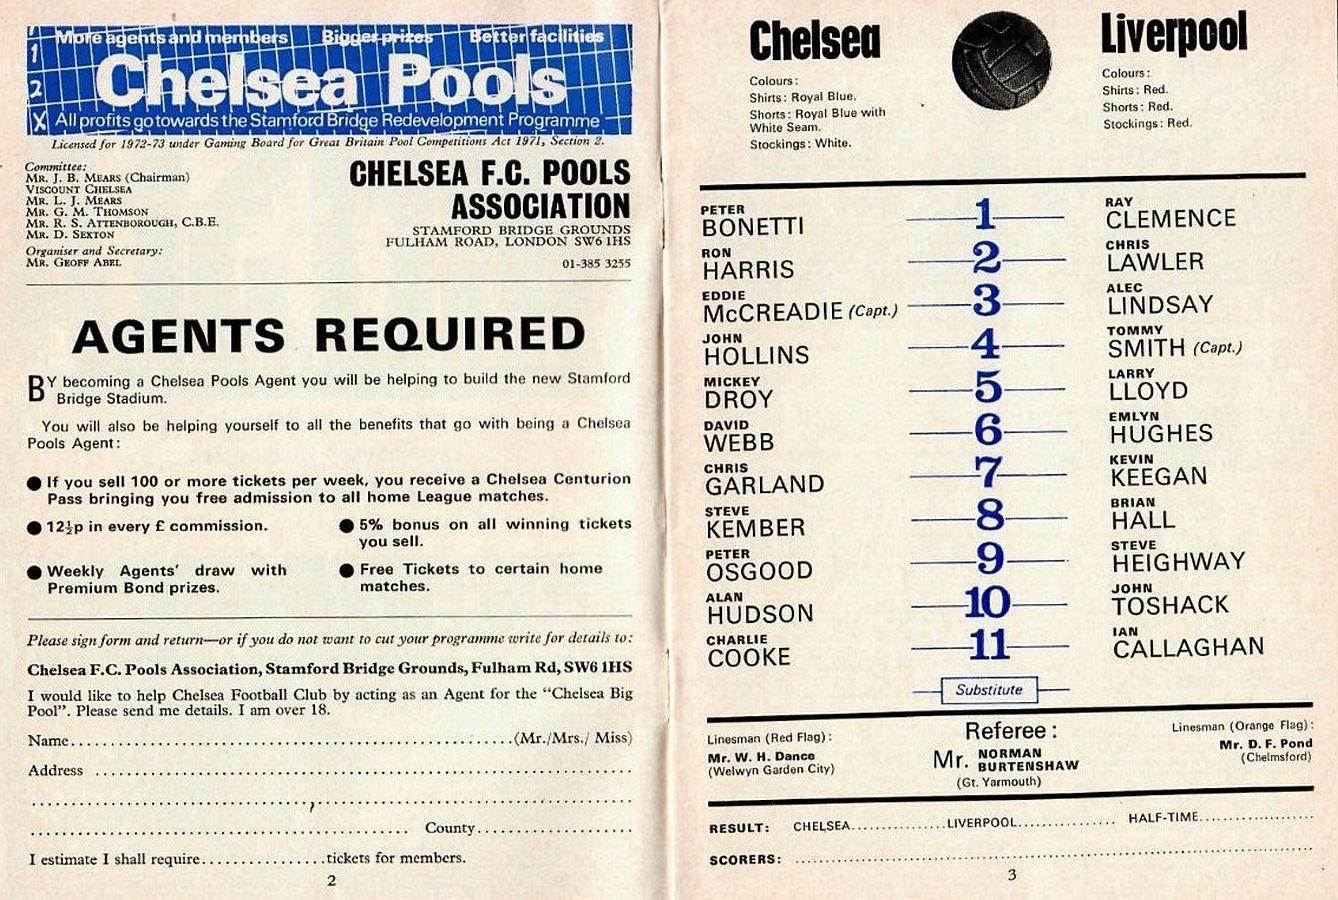 More agents and members Bigger prizes Better facilities
1
2
X
Chelsea Pools
All profits go towards the Stamford Bridge Redevelopment Programme
Licensed for 1972-73 under Gaming Board for Great Britain Pool Competitions Act 1971, Section 2.
Committee:
MR. J. B. MEARS (Chairman)
VISCOUNT CHELSEA
MR. L. J. MEARS
MR. G. M. THOMSON
MR. R. S. ATTENBOROUGH, C.B.E.
MR. D. SEXTON
Organiser and Secretary:
MR. GEOFF ABEL
CHELSEA F.C. POOLS
ASSOCIATION
STAMFORD BRIDGE GROUNDS
FULHAM ROAD, LONDON SW6 1HS
01-385 3255
AGENTS REQUIRED
BY becoming a Chelsea Pools Agent you will be helping to build the new Stamford
Bridge Stadium.
You will also be helping yourself to all the benefits that go with being a Chelsea
Pools Agent:
● If you sell 100 or more tickets per week, you receive a Chelsea Centurion
Pass bringing you free admission to all home League matches.
● 12½p in every £ commission.
● 5% bonus on all winning tickets
you sell.
● Weekly Agents' draw with
Premium Bond prizes.
● Free Tickets to certain home
matches.
Please sign form and return—or if you do not want to cut your programme write for details to:
Chelsea F.C. Pools Association, Stamford Bridge Grounds, Fulham Rd, SW6 1HS
I would like to help Chelsea Football Club by acting as an Agent for the "Chelsea Big
Pool". Please send me details. I am over 18.
Name..........(Mr./Mrs./ Miss)
Address ..........
..........
.......... County..........
I estimate I shall require...............tickets for members.
2
Chelsea
Colours:
Shirts: Royal Blue.
Shorts: Royal Blue with
White Seam.
Stockings: White.
Liverpool
Colours:
Shirts: Red.
Shorts: Red.
Stockings: Red.
PETER BONETTI 1 RAY CLEMENCE
RON HARRIS 2 CHRIS LAWLER
EDDIE McCREADIE (Capt.) 3 ALEC LINDSAY
JOHN HOLLINS 4 TOMMY SMITH (Capt.)
MICKEY DROY 5 LARRY LLOYD
DAVID WEBB 6 EMLYN HUGHES
CHRIS GARLAND 7 KEVIN KEEGAN
STEVE KEMBER 8 BRIAN HALL
PETER OSGOOD 9 STEVE HEIGHWAY
ALAN HUDSON 10 JOHN TOSHACK
CHARLIE COOKE 11 IAN CALLAGHAN
Substitute
Linesman (Red Flag):
Mr. W. H. Dance
(Welwyn Garden City)
Referee:
Mr. NORMAN BURTENSHAW
(Gt. Yarmouth)
Linesman (Orange Flag):
Mr. D. F. Pond
(Chelmsford)
RESULT: CHELSEA..........LIVERPOOL.......... HALF-TIME..........
SCORERS: ..........
3